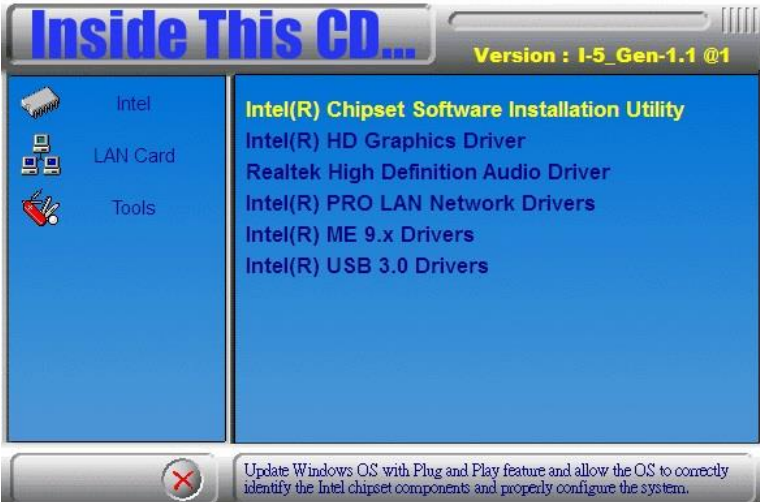 Inside This CD...
Version : I-5_Gen-1.1 @1
Intel
LAN Card
Tools
Intel(R) Chipset Software Installation Utility
Intel(R) HD Graphics Driver
Realtek High Definition Audio Driver
Intel(R) PRO LAN Network Drivers
Intel(R) ME 9.x Drivers
Intel(R) USB 3.0 Drivers
Update Windows OS with Plug and Play feature and allow the OS to correctly
identify the Intel chipset components and properly configure the system.